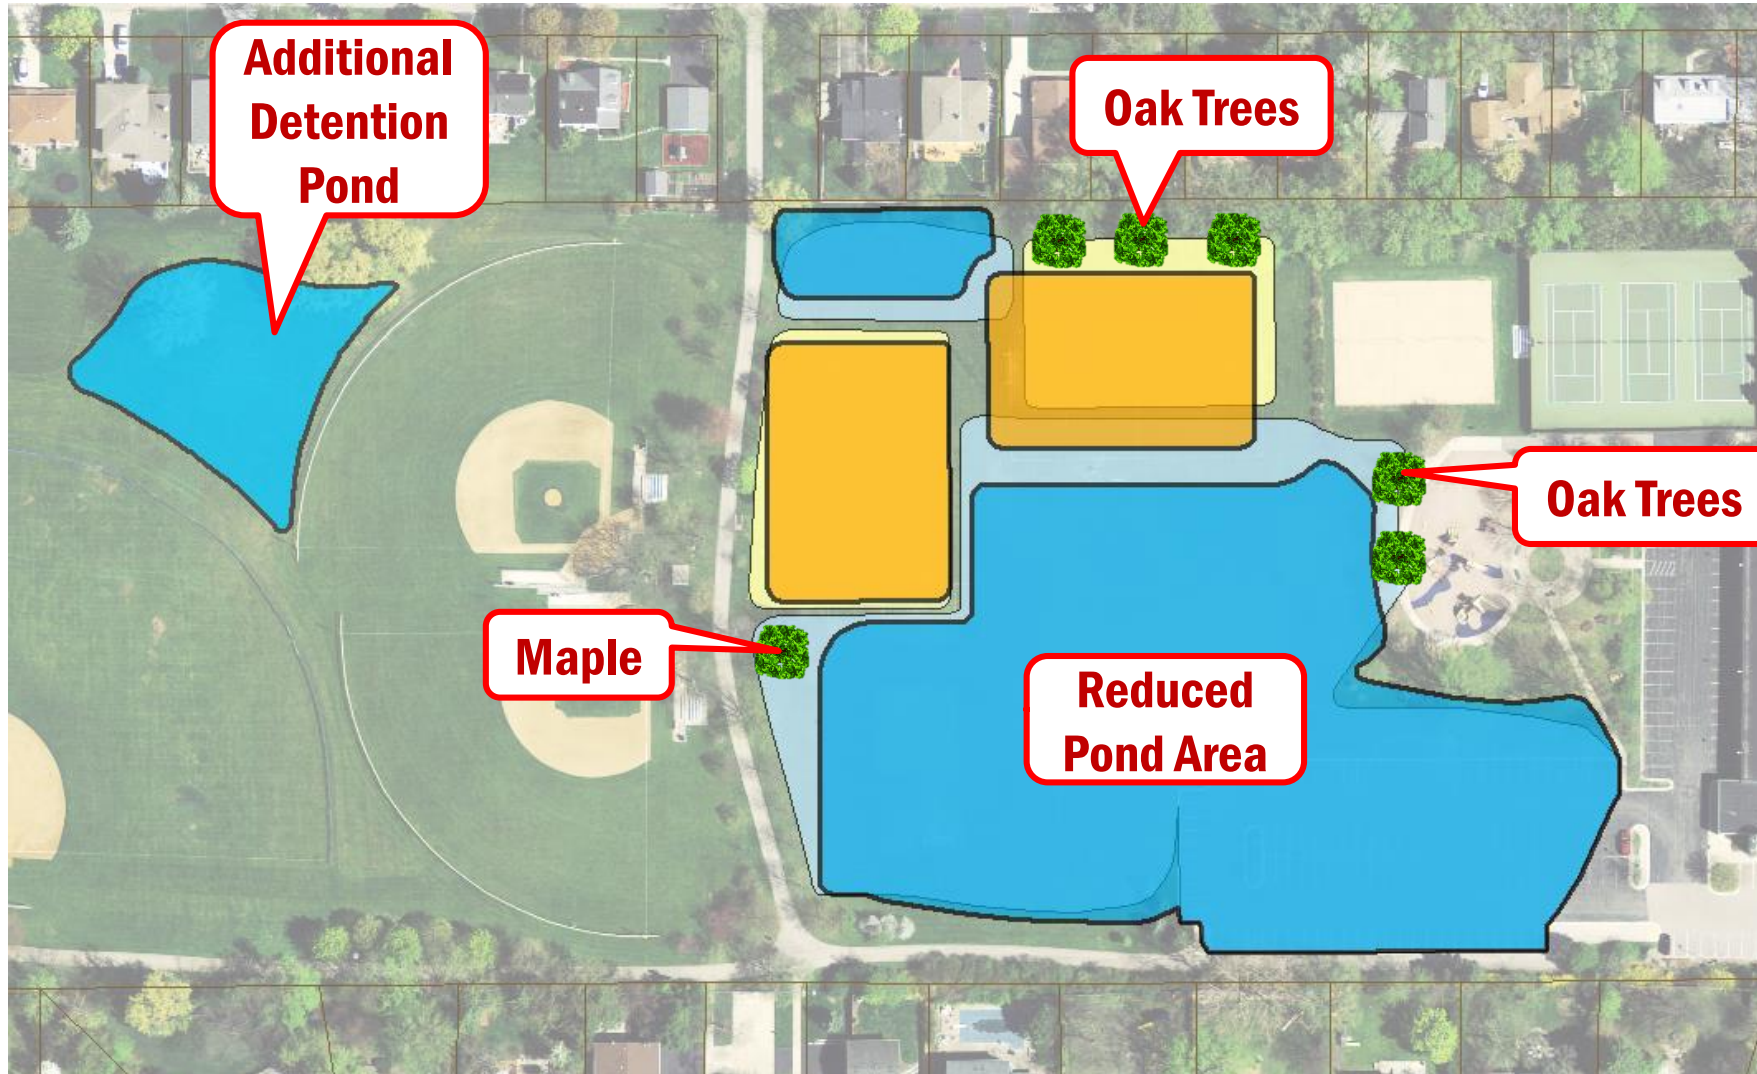 Additional
Detention
Pond
Oak Trees
Oak Trees
Maple
Reduced
Pond Area